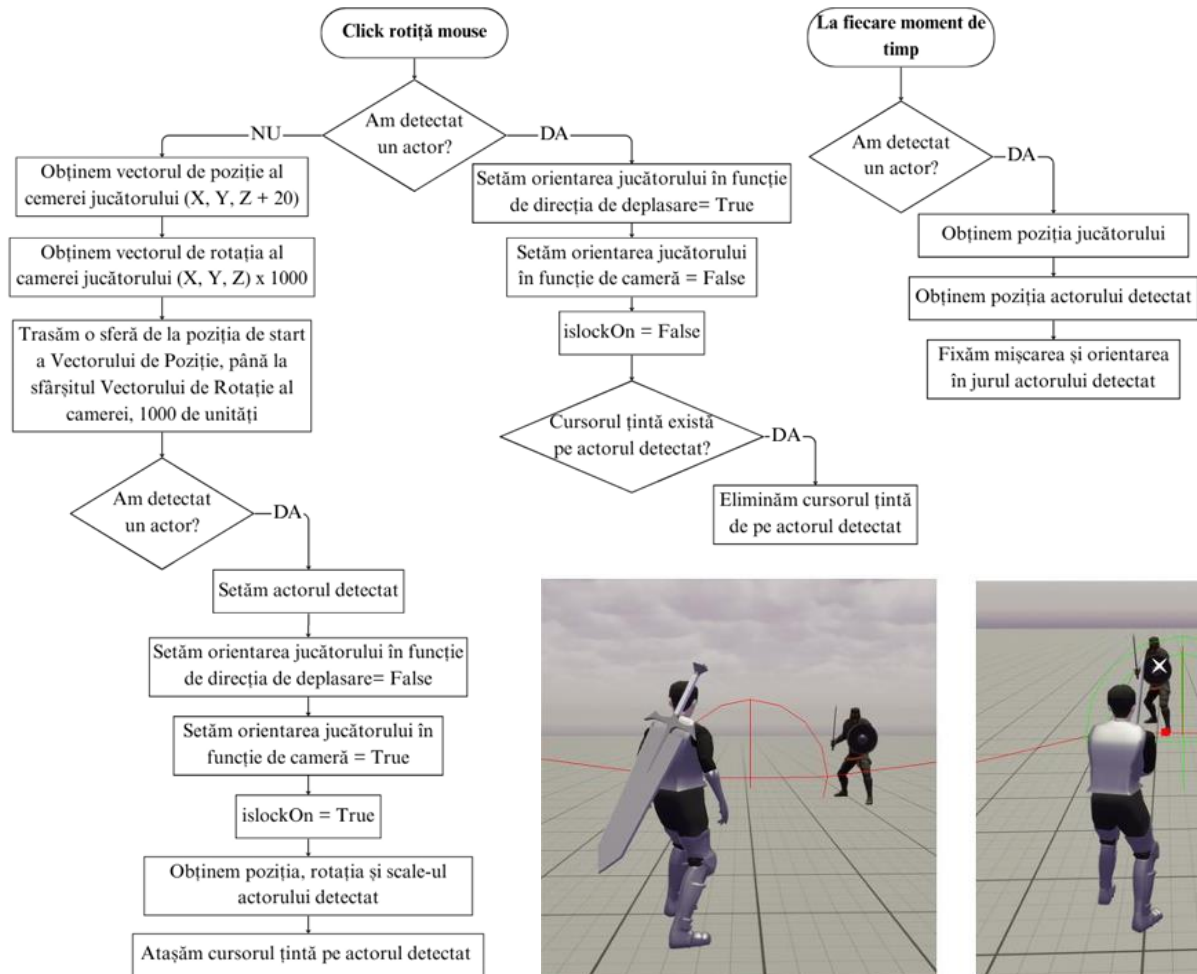 Click rotiță mouse
Am detectat
un actor?
NU
DA
Obținem vectorul de poziție al
cemerei jucătorului (X, Y, Z + 20)
Obținem vectorul de rotația al
camerei jucătorului (X, Y, Z) x 1000
Trasăm o sferă de la poziția de start
a Vectorului de Poziție, până la
sfârșitul Vectorului de Rotație al
camerei, 1000 de unități
Am detectat
un actor?
DA
Setăm actorul detectat
Setăm orientarea jucătorului în funcție
de direcția de deplasare= False
Setăm orientarea jucătorului în
funcție de cameră = True
islockOn = True
Obținem poziția, rotația și scale-ul
actorului detectat
Atașăm cursorul țintă pe actorul detectat
Setăm orientarea jucătorului în funcție
de direcția de deplasare= True
Setăm orientarea jucătorului
în funcție de cameră = False
islockOn = False
Cursorul țintă există
pe actorul detectat?
DA
Eliminăm cursorul țintă
de pe actorul detectat
La fiecare moment de
timp
Am detectat
un actor?
DA
Obținem poziția jucătorului
Obținem poziția actorului detectat
Fixăm mișcarea și orientarea
în jurul actorului detectat